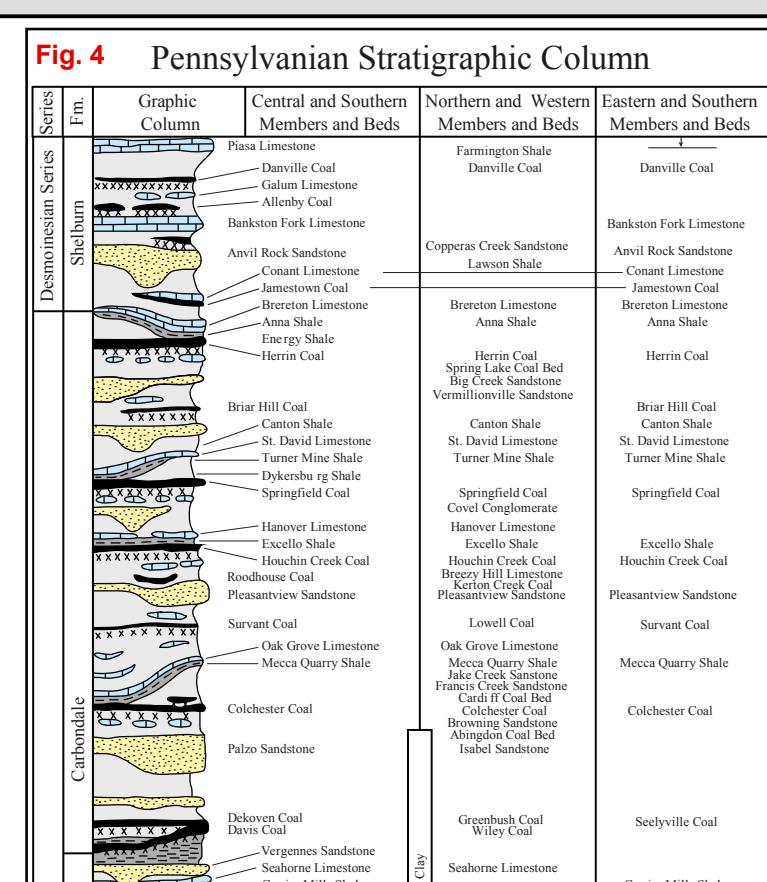 Fig. 4 Pennsylvanian Stratigraphic Column
Series
Fm.
Graphic Column
Central and Southern Members and Beds
Northern and Western Members and Beds
Eastern and Southern Members and Beds
Desmoinesian Series
Shelburn
Carbondale
Piasa Limestone
Danville Coal
Galum Limestone
Allenby Coal
Bankston Fork Limestone
Anvil Rock Sandstone
Conant Limestone
Jamestown Coal
Brereton Limestone
Anna Shale
Energy Shale
Herrin Coal
Briar Hill Coal
Canton Shale
St. David Limestone
Turner Mine Shale
Dykersbu rg Shale
Springfield Coal
Hanover Limestone
Excello Shale
Houchin Creek Coal
Roodhouse Coal
Pleasantview Sandstone
Survant Coal
Oak Grove Limestone
Mecca Quarry Shale
Colchester Coal
Palzo Sandstone
Dekoven Coal
Davis Coal
Vergennes Sandstone
Seahorne Limestone
Farmington Shale
Danville Coal
Copperas Creek Sandstone
Lawson Shale
Brereton Limestone
Anna Shale
Herrin Coal
Spring Lake Coal Bed
Big Creek Sandstone
Vermillionville Sandstone
Canton Shale
St. David Limestone
Turner Mine Shale
Springfield Coal
Covel Conglomerate
Hanover Limestone
Excello Shale
Houchin Creek Coal
Breezy Hill Limestone
Kerton Creek Coal
Pleasantview Sandstone
Lowell Coal
Oak Grove Limestone
Mecca Quarry Shale
Jake Creek Sanstone
Francis Creek Sandstone
Cardi ff Coal Bed
Colchester Coal
Browning Sandstone
Abingdon Coal Bed
Isabel Sandstone
Greenbush Coal
Wiley Coal
Clay
Seahorne Limestone
Danville Coal
Bankston Fork Limestone
Anvil Rock Sandstone
Conant Limestone
Jamestown Coal
Brereton Limestone
Anna Shale
Herrin Coal
Briar Hill Coal
Canton Shale
St. David Limestone
Turner Mine Shale
Springfield Coal
Excello Shale
Houchin Creek Coal
Pleasantview Sandstone
Survant Coal
Mecca Quarry Shale
Colchester Coal
Seelyville Coal